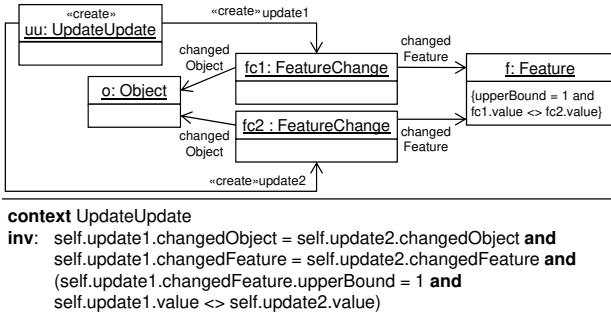 «create»
uu: UpdateUpdate
«create» update1
changed
Object
fc1: FeatureChange
changed
Feature
f: Feature
{upperBound = 1 and
fc1.value <> fc2.value}
o: Object
fc2 : FeatureChange
changed
Object
changed
Feature
«create»update2
context UpdateUpdate
inv: self.update1.changedObject = self.update2.changedObject and
self.update1.changedFeature = self.update2.changedFeature and
(self.update1.changedFeature.upperBound = 1 and
self.update1.value <> self.update2.value)